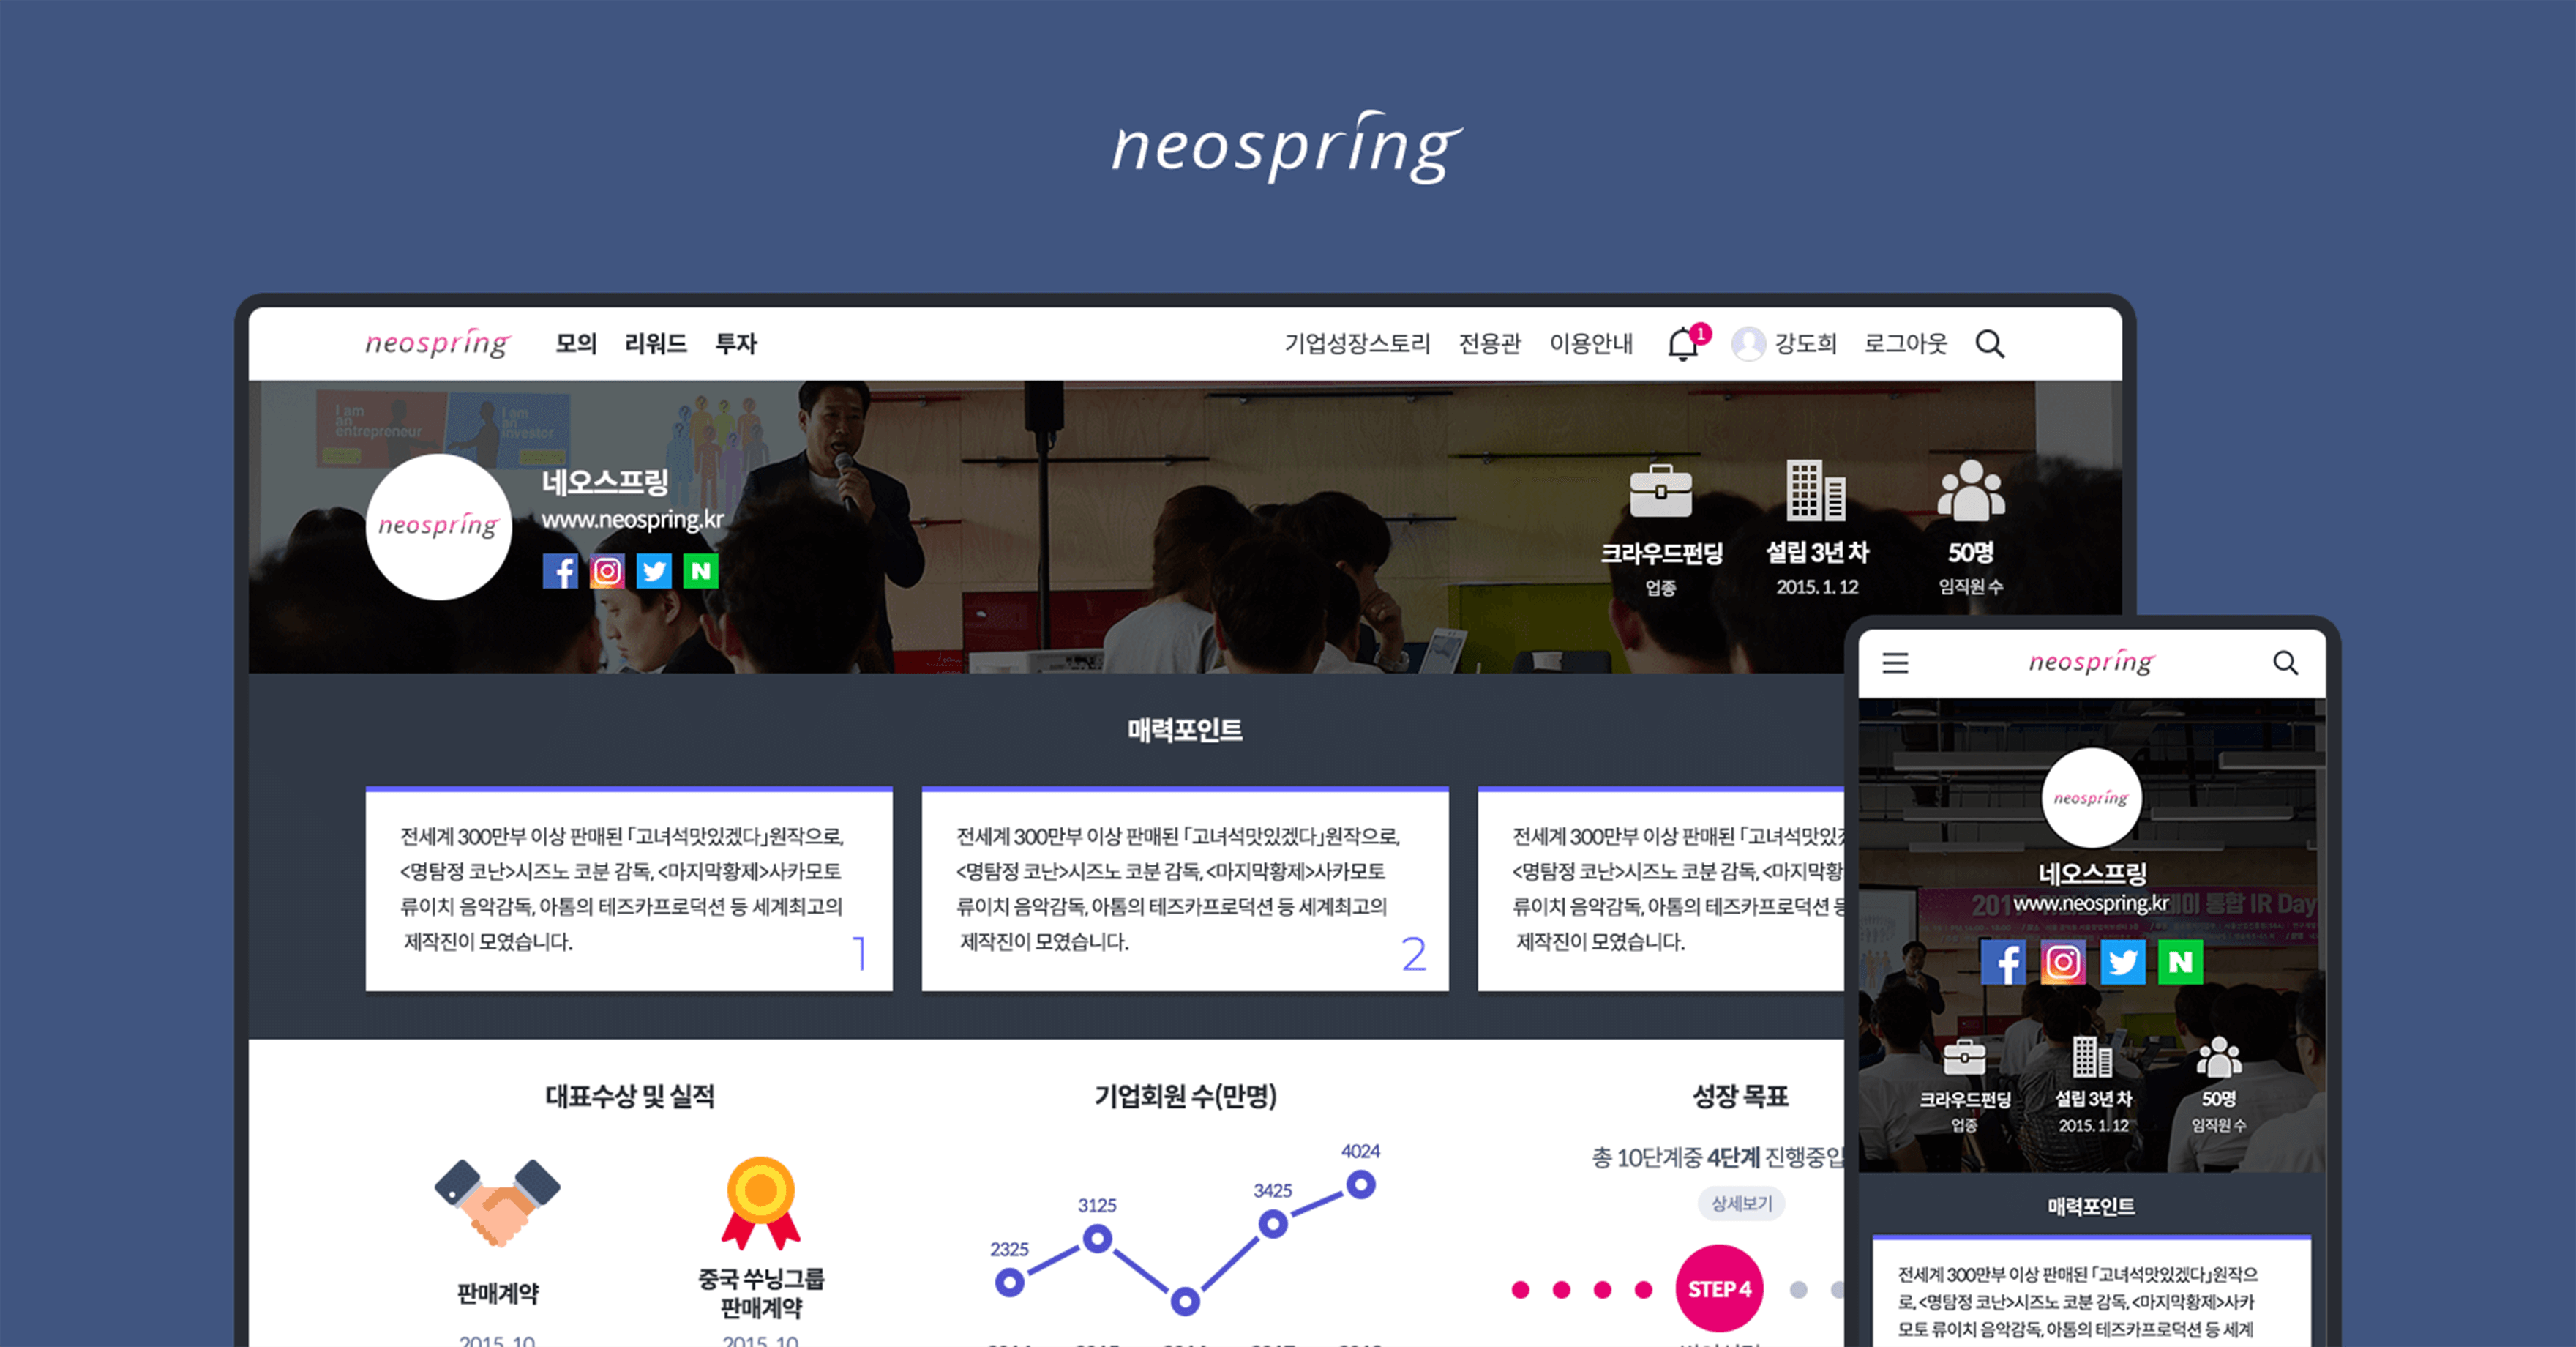 neospring
neospring 모의 리워드 투자 기업성장스토리 전용관 이용안내 1 강도희 로그아웃
I am an entrepreneur
I am an investor
neospring
네오스프링
www.neospring.kr
크라우드펀딩
업종
설립 3년 차
2015. 1. 12
50명
임직원 수
매력포인트
전세계 300만부 이상 판매된 「고녀석맛있겠다」원작으로,
<명탐정 코난>시즈노 코분 감독, <마지막황제>사카모토
류이치 음악감독, 아톰의 테즈카프로덕션 등 세계최고의
제작진이 모였습니다.
1
전세계 300만부 이상 판매된 「고녀석맛있겠다」원작으로,
<명탐정 코난>시즈노 코분 감독, <마지막황제>사카모토
류이치 음악감독, 아톰의 테즈카프로덕션 등 세계최고의
제작진이 모였습니다.
2
전세계 300만부 이상 판매된 「고녀석맛있
<명탐정 코난>시즈노 코분 감독, <마지막황
류이치 음악감독, 아톰의 테즈카프로덕션
제작진이 모였습니다.
대표수상 및 실적
판매계약
2015. 10
중국 쑤닝그룹
판매계약
2015. 10
기업회원 수(만명)
2325
3125
3425
4024
성장 목표
총 10단계중 4단계 진행중입
상세보기
STEP 4
neospring
neospring
네오스프링
www.neospring.kr
통합 IR Day
크라우드펀딩
업종
설립 3년 차
2015. 1. 12
50명
임직원 수
매력포인트
전세계 300만부 이상 판매된 「고녀석맛있겠다」원작으
로, <명탐정 코난>시즈노 코분 감독, <마지막황제>사카
모토 류이치 음악감독, 아톰의 테즈카프로덕션 등 세계